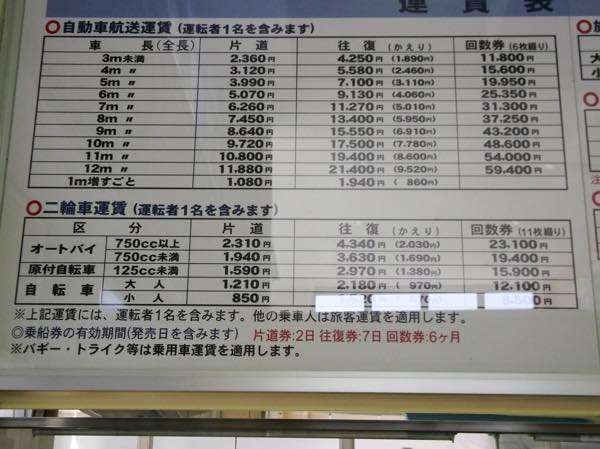 運賃表
○自動車航送運賃(運転者1名を含みます)
車 長(全長) 片道 往復(かえり) 回数券(6枚綴り)
3m未満 2.360円 4.250円(1.890円) 11.800円
4m 〃 3.120円 5.580円(2.460円) 15.600円
5m 〃 3.990円 7.100円(3.110円) 19.950円
6m 〃 5.070円 9.130円(4.060円) 25.350円
7m 〃 6.260円 11.270円(5.010円) 31.300円
8m 〃 7.450円 13.400円(5.950円) 37.250円
9m 〃 8.640円 15.550円(6.910円) 43.200円
10m 〃 9.720円 17.500円(7.780円) 48.600円
11m 〃 10.800円 19.400円(8.600円) 54.000円
12m 〃 11.880円 21.400円(9.520円) 59.400円
1m増すごと 1.080円 1.940円( 860円)
○二輪車運賃(運転者1名を含みます)
区 分 片道 往復(かえり) 回数券(11枚綴り)
オートバイ 750cc以上 2.310円 4.340円(2.030円) 23.100円
750cc未満 1.940円 3.630円(1.690円) 19.400円
原付自転車 125cc未満 1.590円 2.970円(1.380円) 15.900円
自転車 大人 1.210円 2.180円( 970円) 12.100円
小人 850円 8.500円
※上記運賃には、運転者1名を含みます。他の乗車人は旅客運賃を適用します。
◎乗船券の有効期間(発売日を含みます) 片道券:2日 往復券:7日 回数券:6ヶ月
※バギー・トライク等は乗用車運賃を適用します。